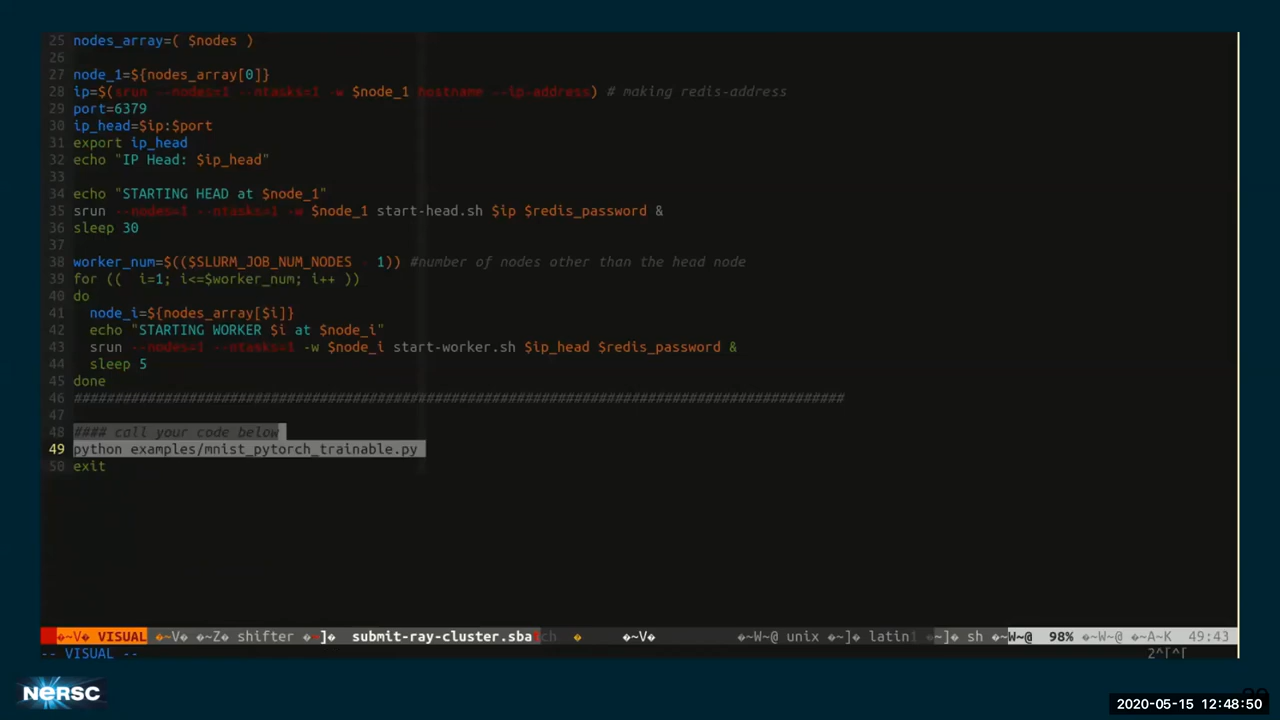 25 nodes_array=( $nodes )
26
27 node_1=${nodes_array[0]}
28 ip=$(srun --nodes=1 --ntasks=1 -w $node_1 hostname --ip-address) # making redis-address
29 port=6379
30 ip_head=$ip:$port
31 export ip_head
32 echo "IP Head: $ip_head"
33
34 echo "STARTING HEAD at $node_1"
35 srun --nodes=1 --ntasks=1 -w $node_1 start-head.sh $ip $redis_password &
36 sleep 30
37
38 worker_num=$(($SLURM_JOB_NUM_NODES 1)) #number of nodes other than the head node
39 for (( i=1; i<=$worker_num; i++ ))
40 do
41 node_i=${nodes_array[$i]}
42 echo "STARTING WORKER $i at $node_i"
43 srun --nodes=1 --ntasks=1 -w $node_i start-worker.sh $ip_head $redis_password &
44 sleep 5
45 done
46 ##############################################################################################
47
48 #### call your code below
49 python examples/mnist_pytorch_trainable.py
50 exit
�~V� VISUAL �~V� �~Z� shifter �~]� submit-ray-cluster.sbatch � �~V� �~W~@ unix �~]� latin1 �~]� sh �~W~@ 98% �~W~@ �~A~K 49:43
-- VISUAL -- 2^[^[
NERSC
2020-05-15 12:48:50